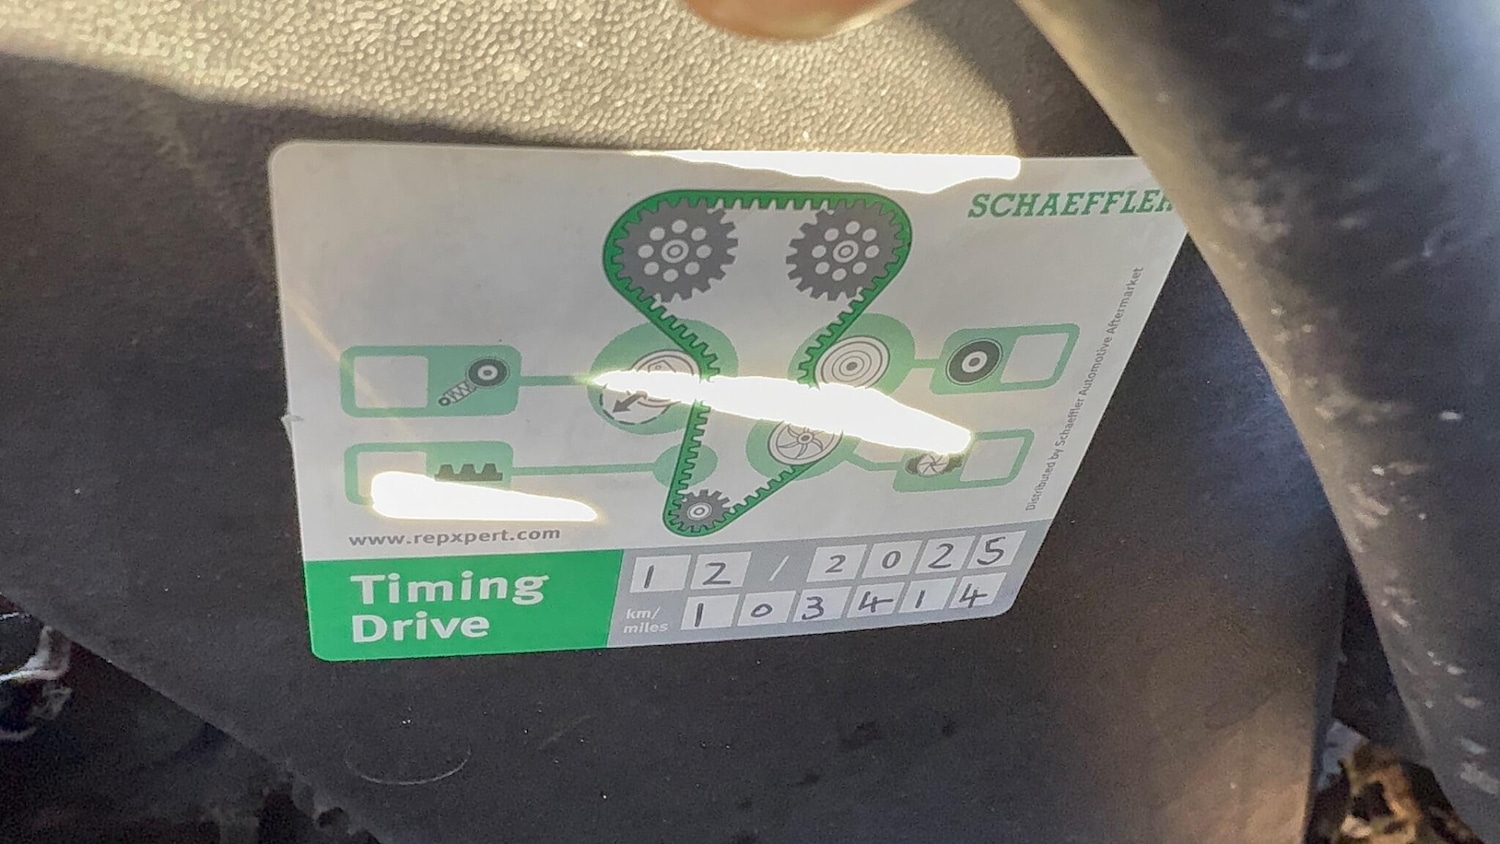 SCHAEFFLER
Distributed by Schaeffler Automotive Aftermarket
www.repxpert.com
Timing
Drive
12/2025
km/
miles
103414